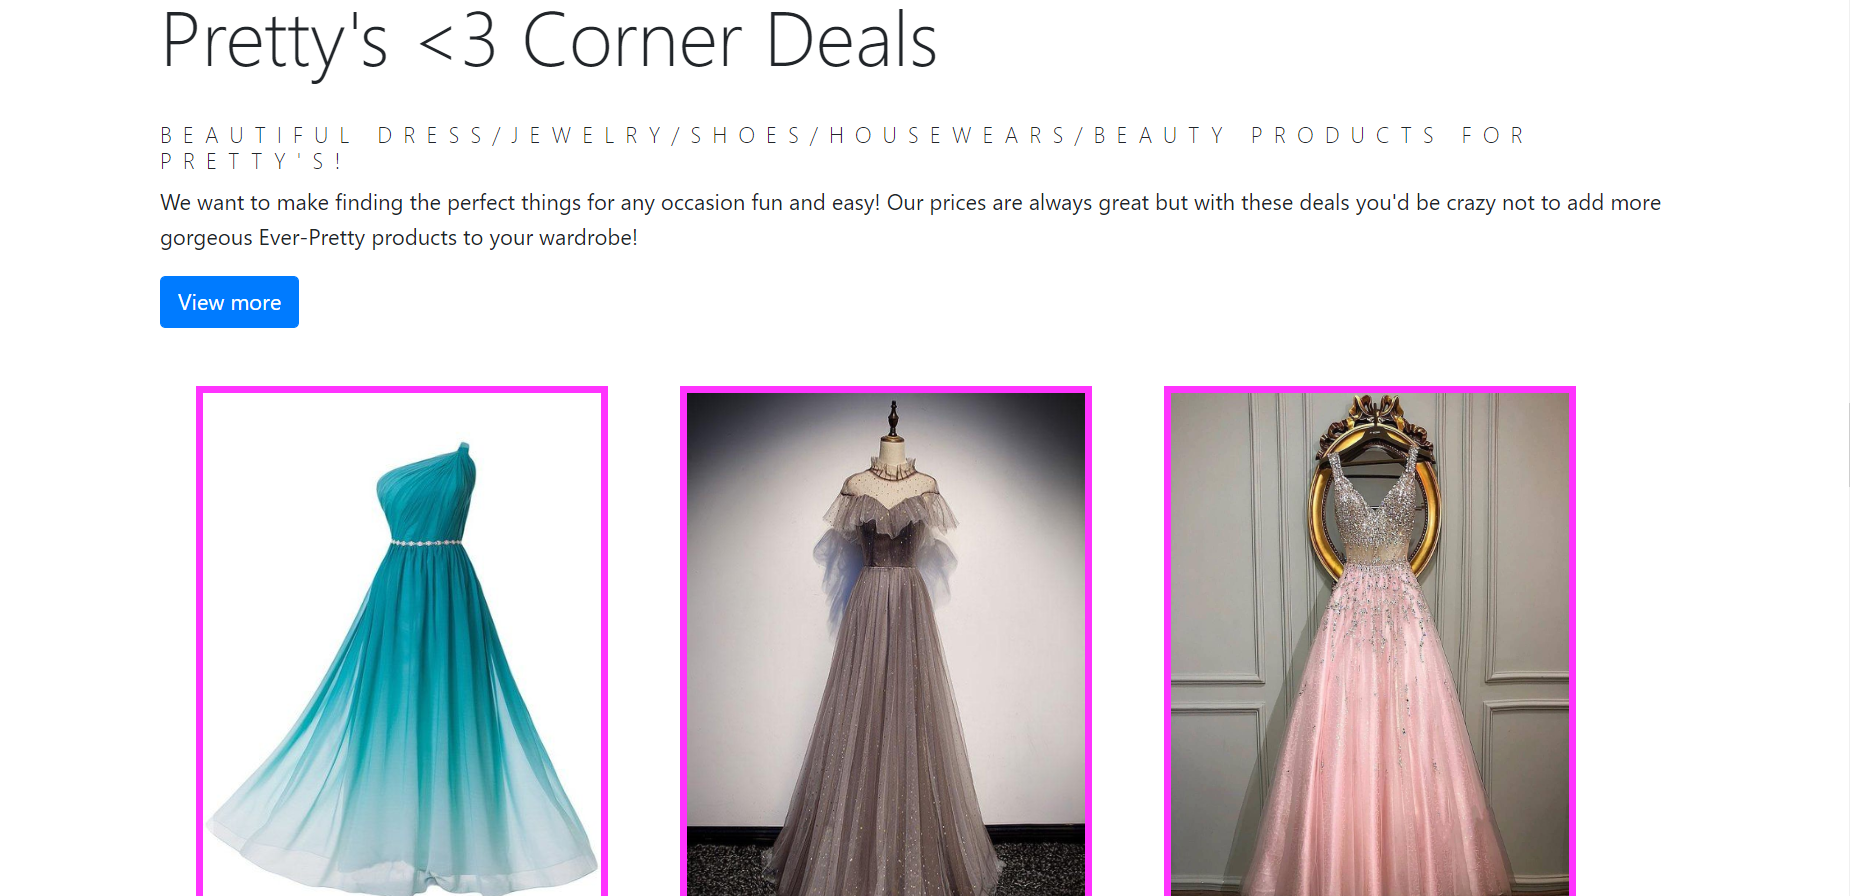 Pretty's <3 Corner Deals
BEAUTIFUL DRESS/JEWELRY/SHOES/HOUSEWEARS/BEAUTY PRODUCTS FOR
PRETTY'S!
We want to make finding the perfect things for any occasion fun and easy! Our prices are always great but with these deals you'd be crazy not to add more
gorgeous Ever-Pretty products to your wardrobe!
View more